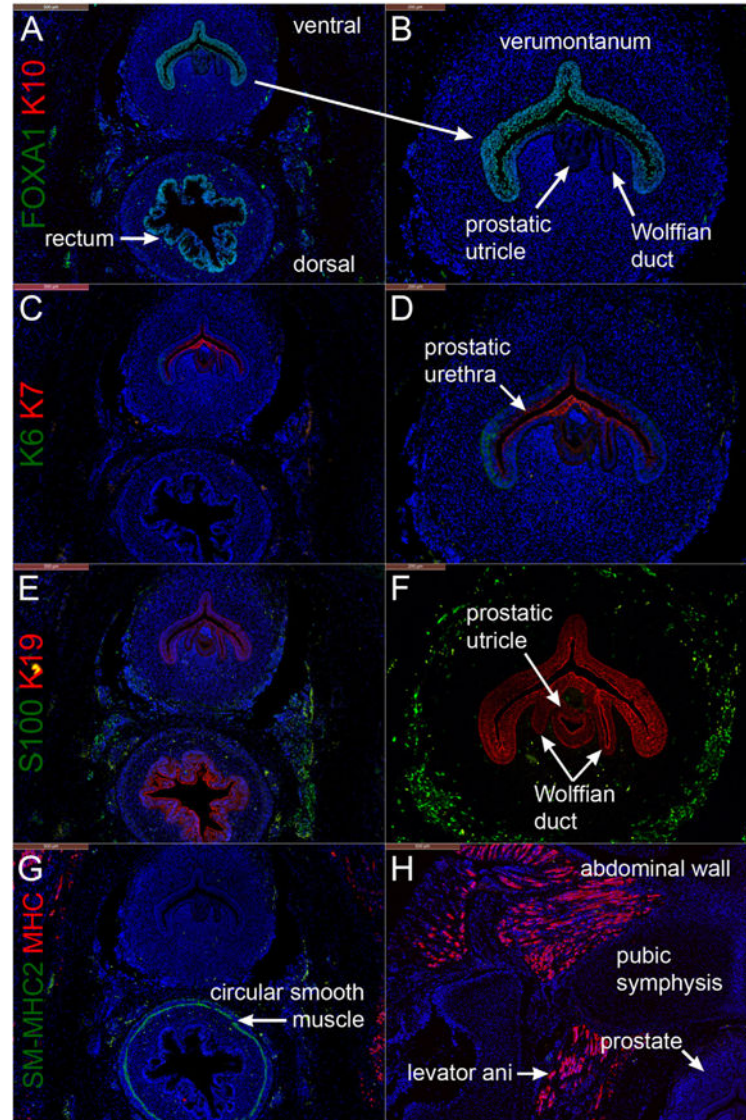 A
ventral
FOXA1 K10
rectum
dorsal
B
verumontanum
prostatic
utricle
Wolffian
duct
C
K6 K7
D
prostatic
urethra
E
S100 K19
F
prostatic
utricle
Wolffian
duct
G
SM-MHC2 MHC
circular smooth
muscle
H
abdominal wall
pubic
symphysis
levator ani
prostate